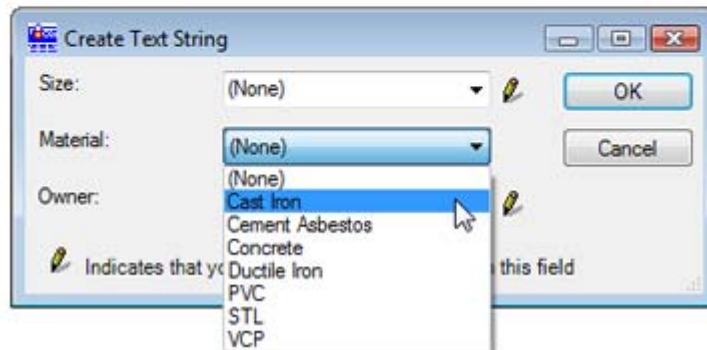 Create Text String
Size: (None) OK
Material: (None) Cancel
(None)
Owner: Cast Iron
Cement Asbestos
Concrete
Indicates that yo Ductile Iron this field
PVC
STL
VCP